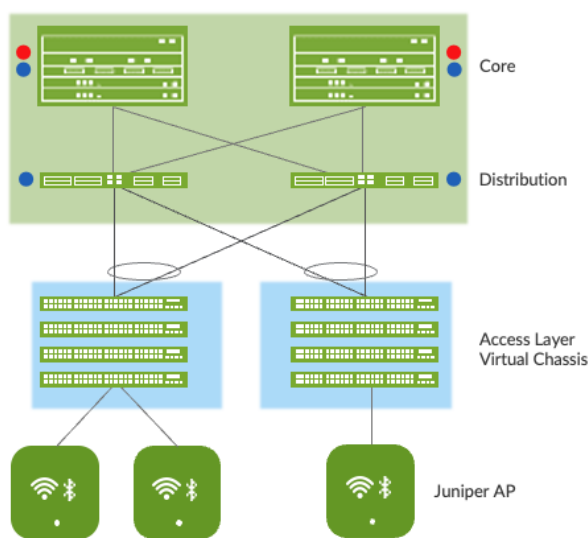 Core
Distribution
Access Layer
Virtual Chassis
Juniper AP